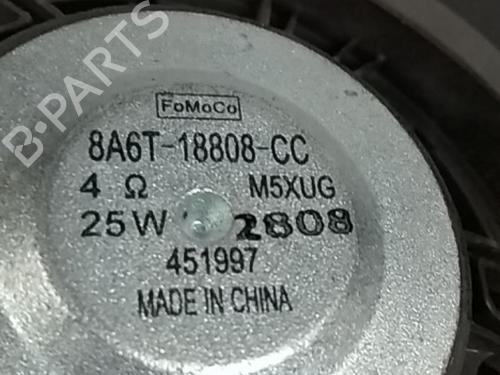 B-PARTS
FoMoCo
8A6T-18808-CC
4 Ω M5XUG
25W 2808
451997
MADE IN CHINA